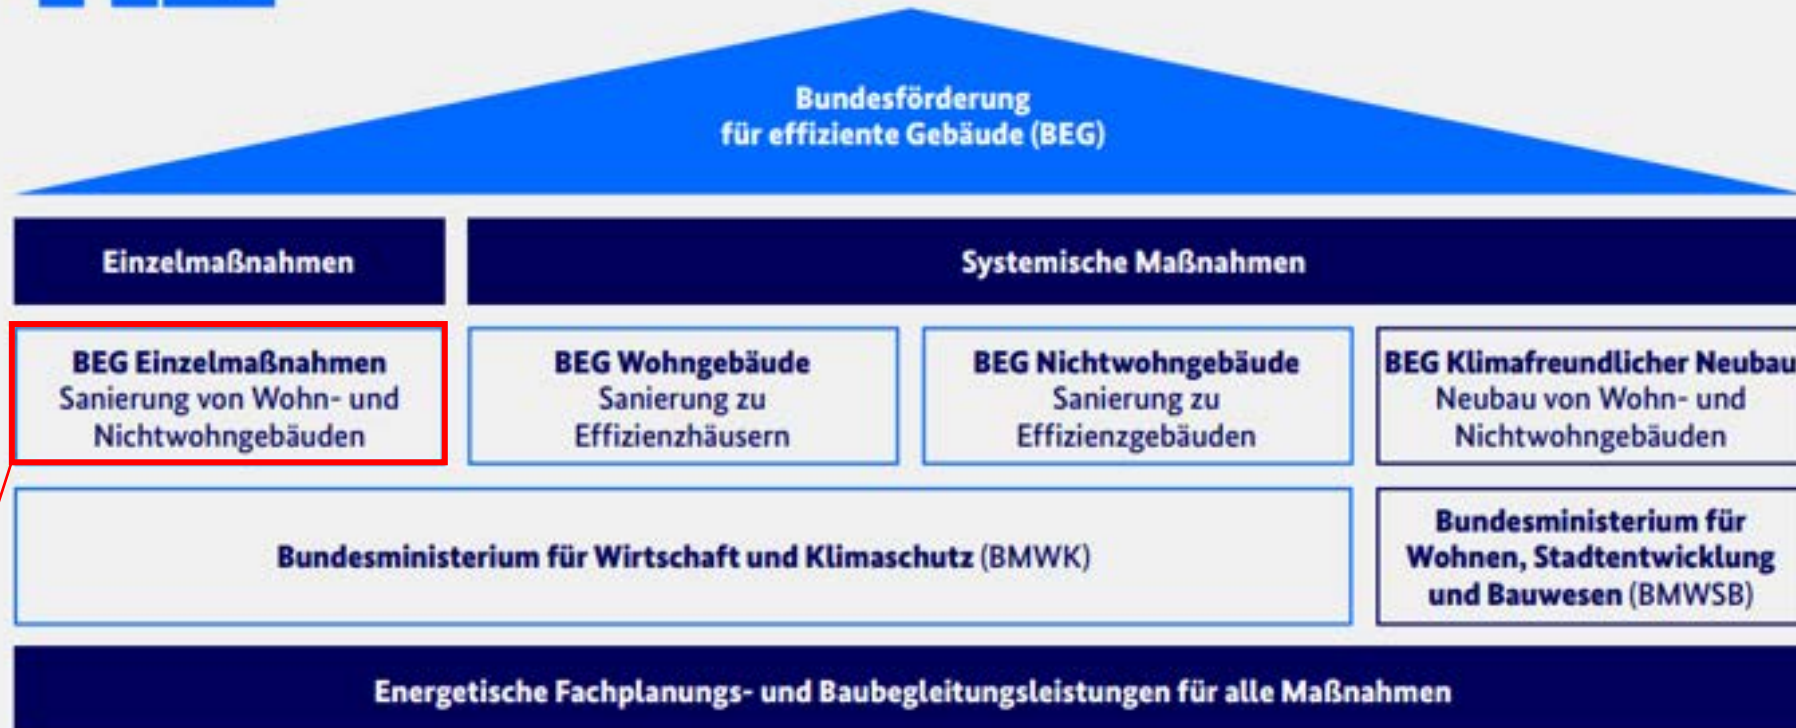 Bundesförderung
für effiziente Gebäude (BEG)
Einzelmaßnahmen
Systemische Maßnahmen
BEG Einzelmaßnahmen
Sanierung von Wohn- und
Nichtwohngebäuden
BEG Wohngebäude
Sanierung zu
Effizienzhäusern
BEG Nichtwohngebäude
Sanierung zu
Effizienzgebäuden
BEG Klimafreundlicher Neubau
Neubau von Wohn- und
Nichtwohngebäuden
Bundesministerium für Wirtschaft und Klimaschutz (BMWK)
Bundesministerium für
Wohnen, Stadtentwicklung
und Bauwesen (BMWSB)
Energetische Fachplanungs- und Baubegleitungsleistungen für alle Maßnahmen